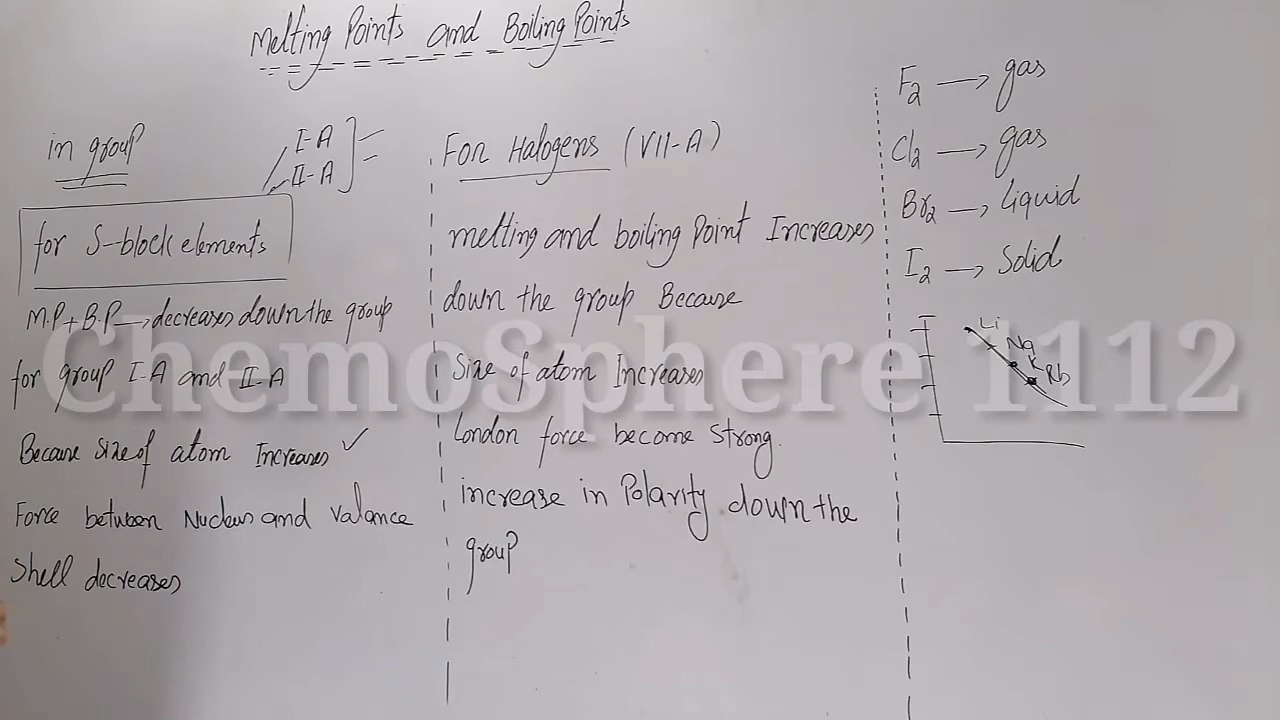 Melting Points and Boiling Points
in group
I-A
II-A
for S-block elements
M.P + B.P → decreases down the group
for group I-A and II-A
Because size of atom Increases ✓
Force between Nucleus and Valance
Shell decreases
For Halogens (VII-A)
melting and boiling Point Increases
down the group Because
Size of atom Increases
London force become Strong.
increase in Polarity down the
group
F2 → gas
Cl2 → gas
Br2 → Liquid
I2 → Solid
Li
Na
K
Rb
ChemoSphere 1112